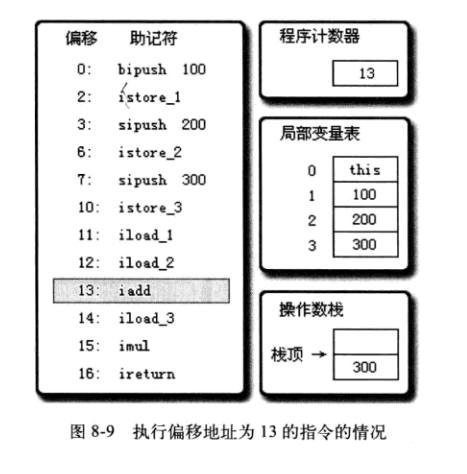 偏移 助记符
0: bipush 100
2: istore_1
3: sipush 200
6: istore_2
7: sipush 300
10: istore_3
11: iload_1
12: iload_2
13: iadd
14: iload_3
15: imul
16: ireturn
程序计数器
13
局部变量表
0 this
1 100
2 200
3 300
操作数栈
栈顶 →
300
图 8-9 执行偏移地址为 13 的指令的情况